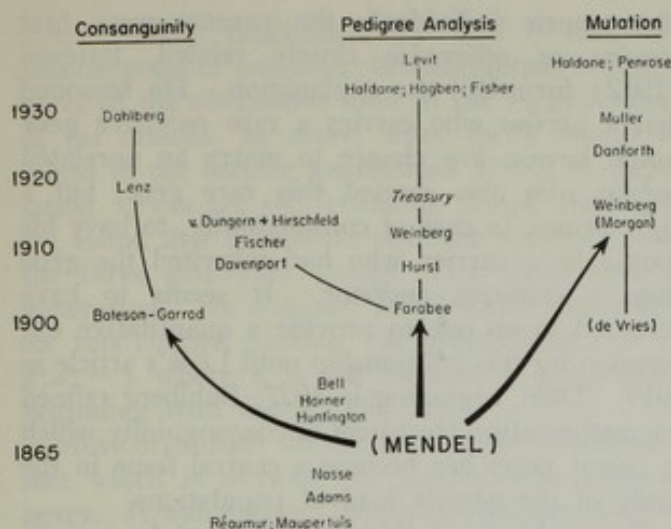 Consanguinity
Pedigree Analysis
Mutation
Levit
Haldane; Penrose
Haldane; Hogben; Fisher
1930
Dahlberg
Muller
Danforth
1920
Lenz
Treasury
Weinberg
(Morgan)
v. Dungern + Hirschfeld
Weinberg
Fischer
1910
Davenport
Hurst
Farabee
Bateson-Garrod
1900
(de Vries)
Bell
Horner
Huntington
(MENDEL)
1865
Nasse
Adams
Réaumur; Maupertuis